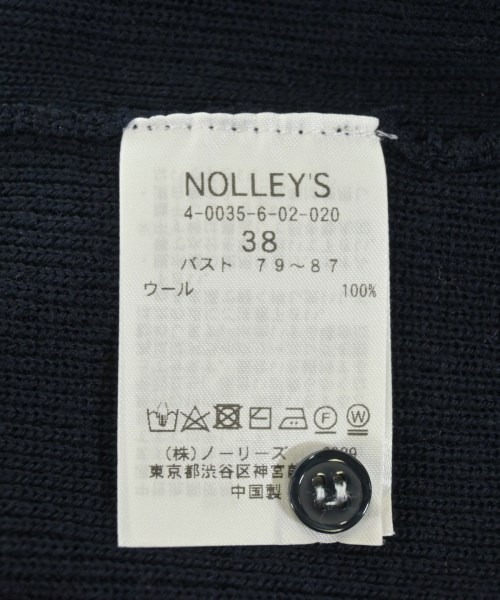 NOLLEY'S
4-0035-6-02-020
38
バスト 79～87
ウール 100%
F W
(株)ノーリーズ
東京都渋谷区神宮
中国製